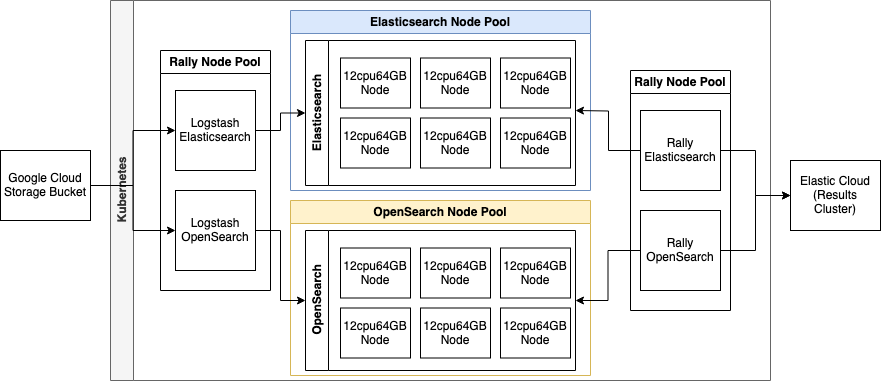 Google Cloud
Storage Bucket
Kubernetes
Rally Node Pool
Logstash
Elasticsearch
Logstash
OpenSearch
Elasticsearch Node Pool
Elasticsearch
12cpu64GB
Node
12cpu64GB
Node
12cpu64GB
Node
12cpu64GB
Node
12cpu64GB
Node
12cpu64GB
Node
OpenSearch Node Pool
OpenSearch
12cpu64GB
Node
12cpu64GB
Node
12cpu64GB
Node
12cpu64GB
Node
12cpu64GB
Node
12cpu64GB
Node
Rally Node Pool
Rally
Elasticsearch
Rally
OpenSearch
Elastic Cloud
(Results
Cluster)